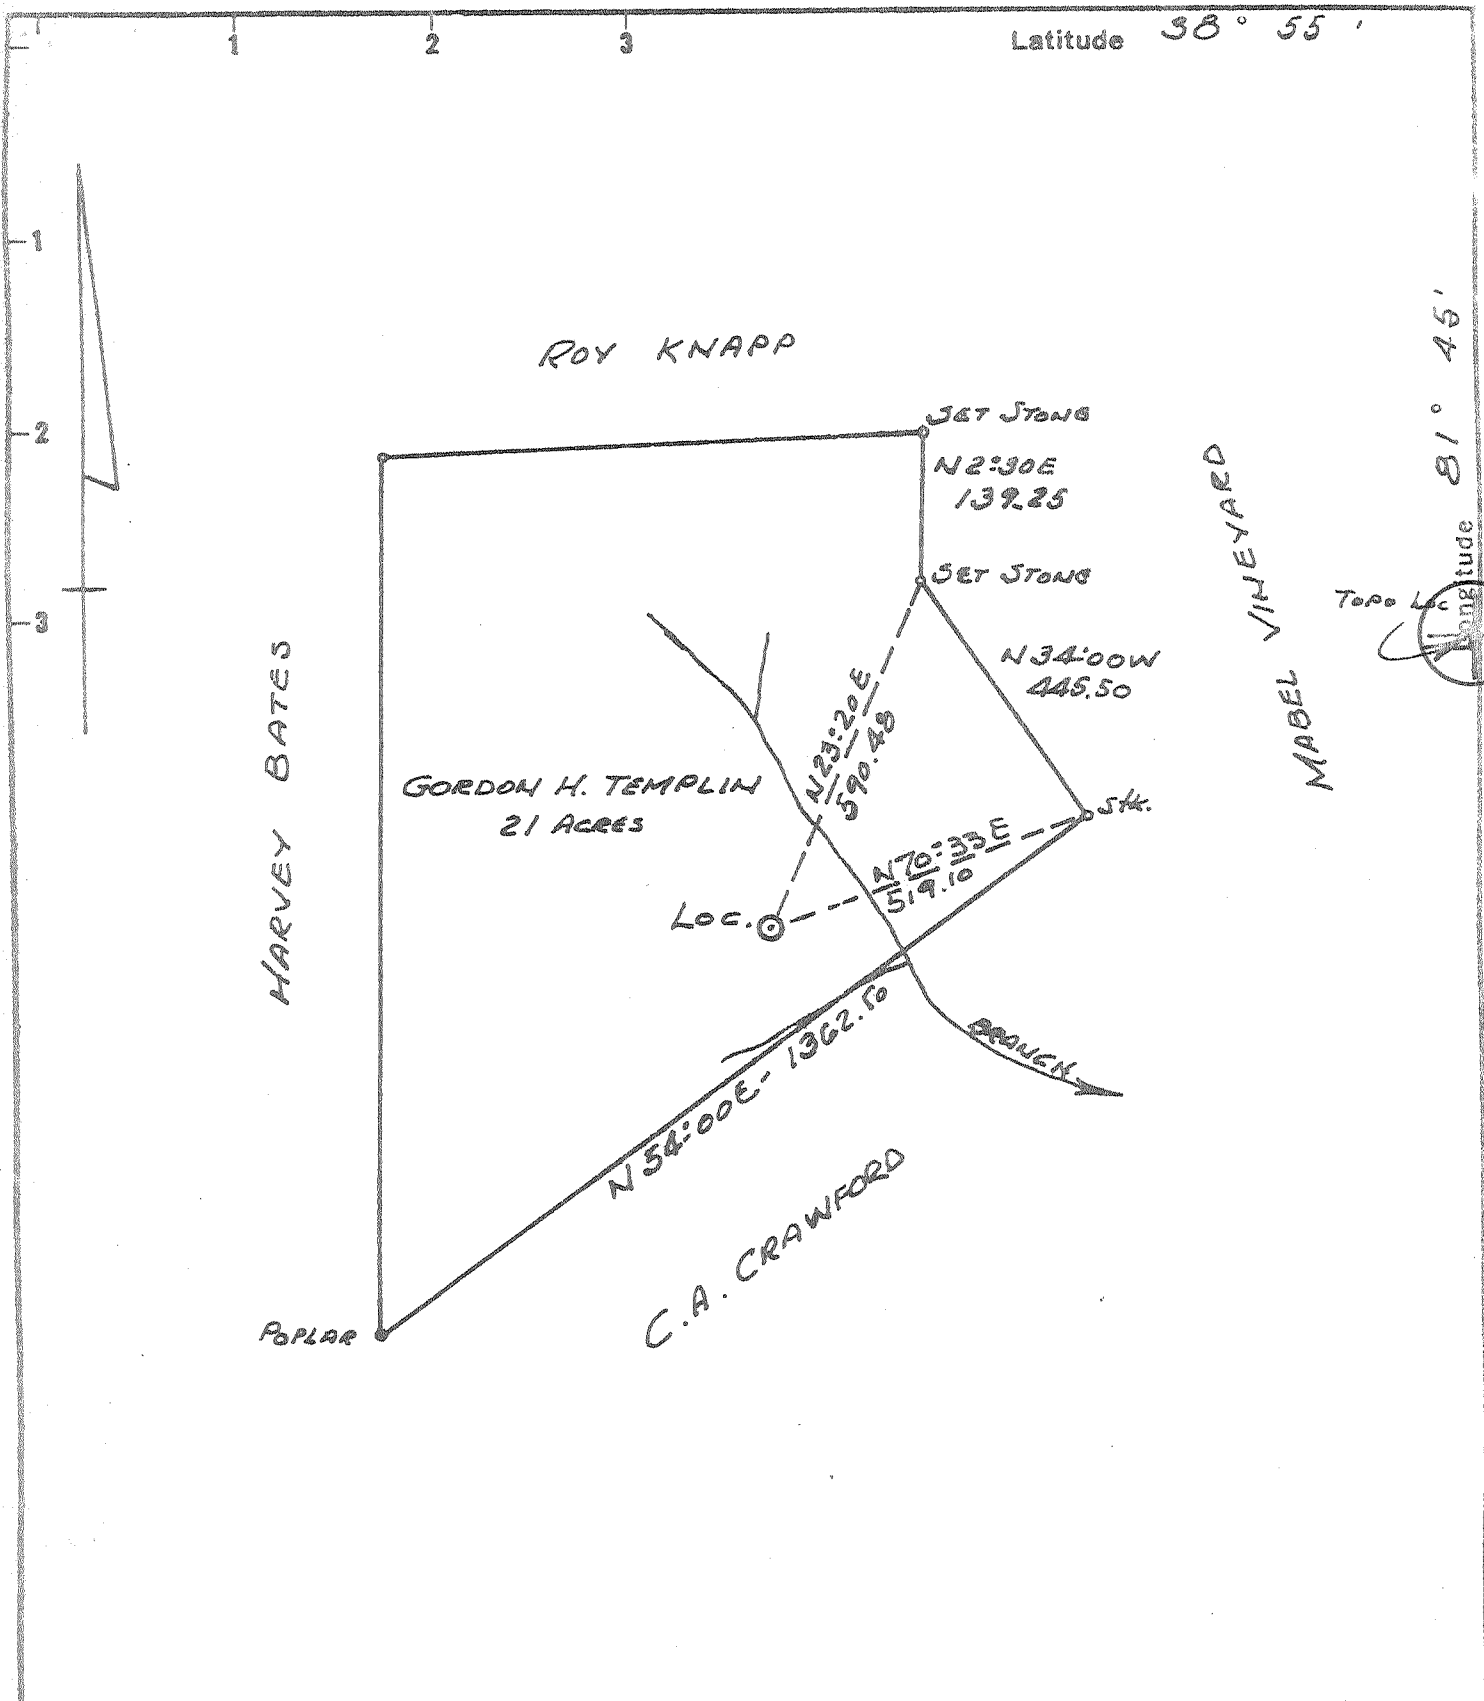 Latitude 38° 55'
1 2 3
1
2
3
ROY KNAPP
SET STONE
N2:30E
139.25
SET STONE
N34:00W
445.50
MABEL VINEYARD
Longitude 81° 45'
Topo Loc
HARVEY BATES
GORDON H. TEMPLIN
21 ACRES
N23:20E
590.48
Stk.
N70:33E
519.10
Loc.
N54:00E - 1362.50
BRANCH
C.A. CRAWFORD
POPLAR